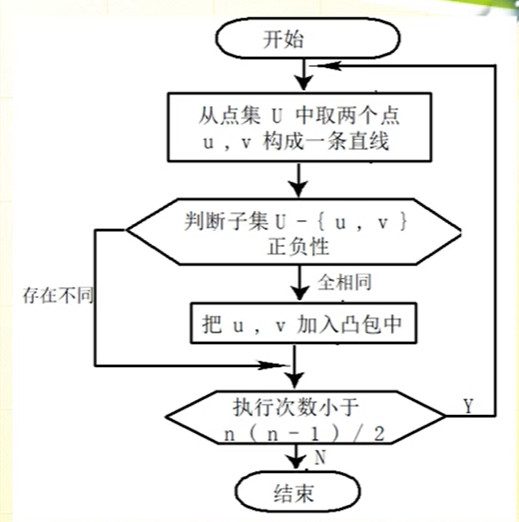 开始
从点集 U 中取两个点
u , v 构成一条直线
判断子集 U - { u , v }
正负性
存在不同
全相同
把 u , v 加入凸包中
执行次数小于
n ( n - 1 ) / 2
Y
N
结束